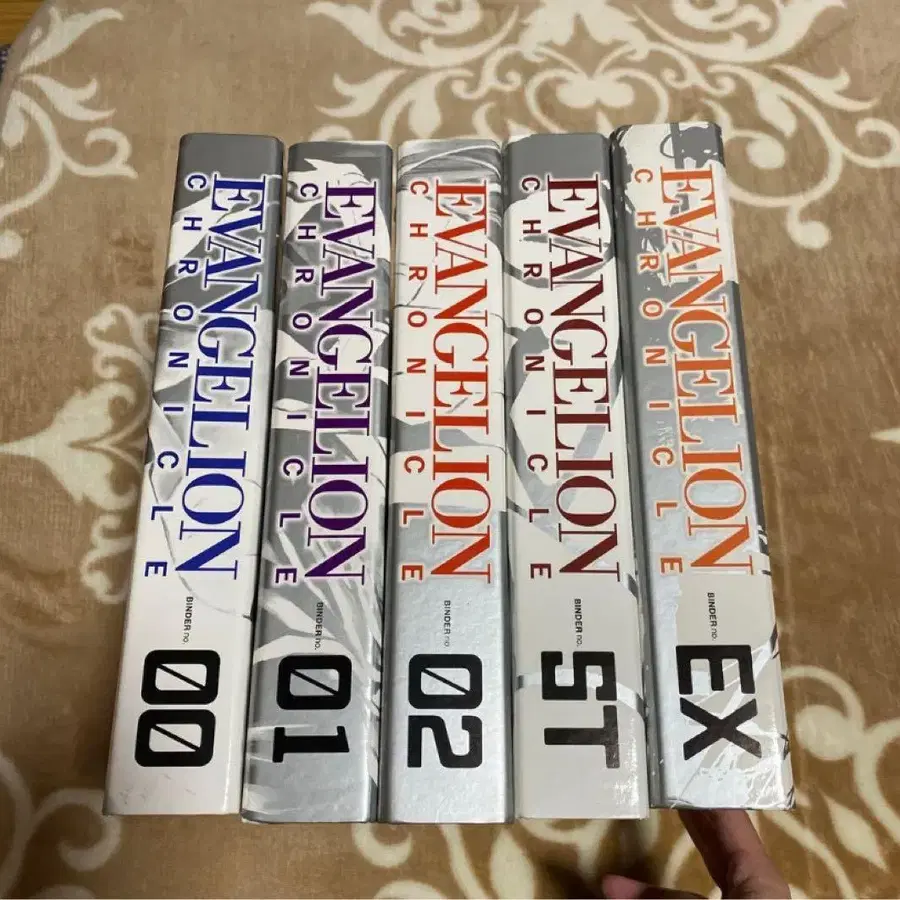 EVANGELION
CHRONICLE
BINDER no.
00
EVANGELION
CHRONICLE
BINDER no.
01
EVANGELION
CHRONICLE
BINDER no.
02
EVANGELION
CHRONICLE
BINDER no.
ST
EVANGELION
CHRONICLE
BINDER no.
EX